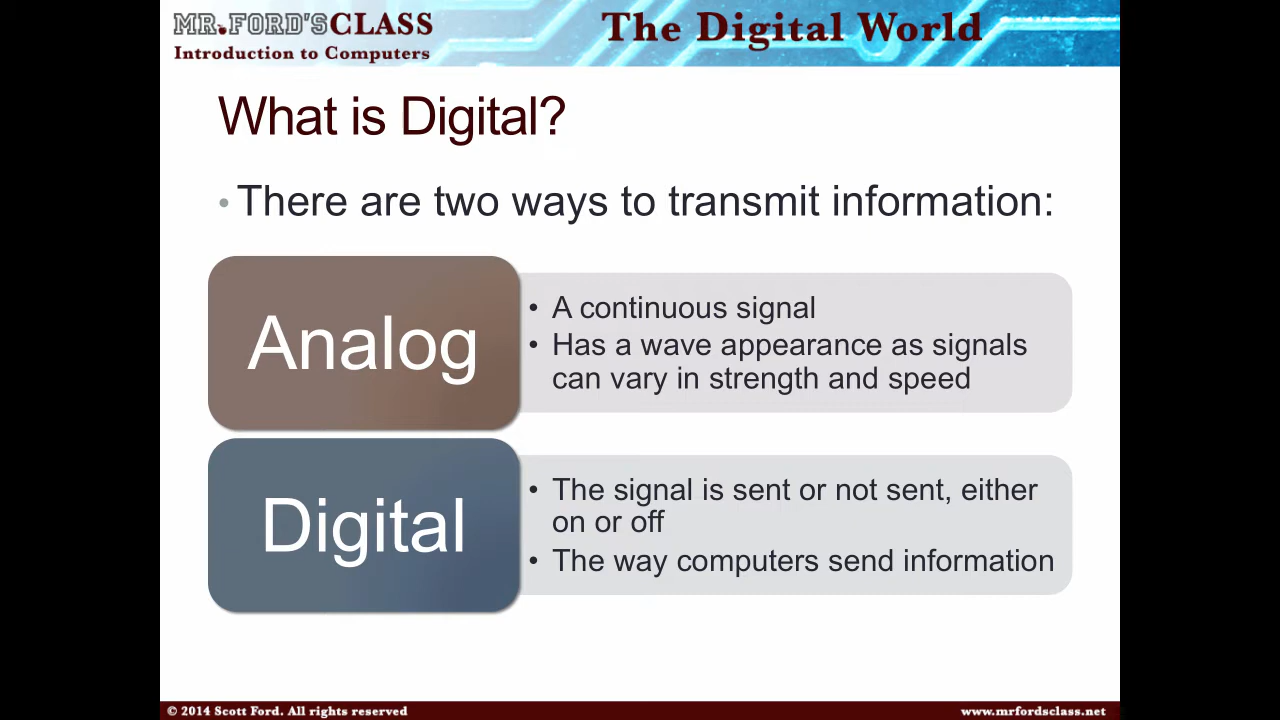 MR.FORD'S CLASS
Introduction to Computers
The Digital World
What is Digital?
• There are two ways to transmit information:
Analog
• A continuous signal
• Has a wave appearance as signals
can vary in strength and speed
Digital
• The signal is sent or not sent, either
on or off
• The way computers send information
© 2014 Scott Ford. All rights reserved
www.mrfordsclass.net